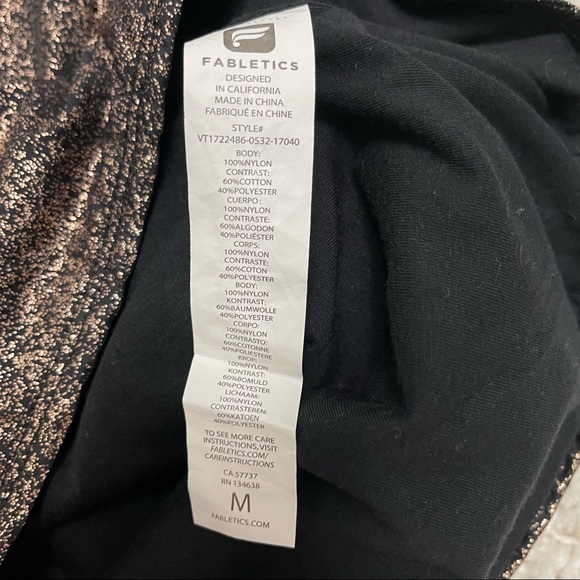 FABLETICS
DESIGNED
IN CALIFORNIA
MADE IN CHINA
FABRIQUÉ EN CHINE
STYLE#
VT1722486-0532-17040
BODY:
100%NYLON
CONTRAST:
60%COTTON
40%POLYESTER
CUERPO:
100%NYLON
CONTRASTE:
60%ALGODON
40%POLIÉSTER
CORPS:
100%NYLON
CONTRASTE:
60%COTON
40%POLYESTER
BODY:
100%NYLON
KONTRAST:
60%BAUMWOLLE
40%POLYESTER
CORPO:
100%NYLON
CONTRASTO:
60%COTONNE
40%POLIESTERE
KROP:
100%NYLON
KONTRAST:
60%BOMULD
40%POLYESTER
LICHAAM:
100%NYLON
CONTRASTEREN:
60%KATOEN
40%POLYESTER
TO SEE MORE CARE
INSTRUCTIONS,VISIT
FABLETICS.COM/
CAREINSTRUCTIONS
CA 57737
RN 134638
M
FABLETICS.COM